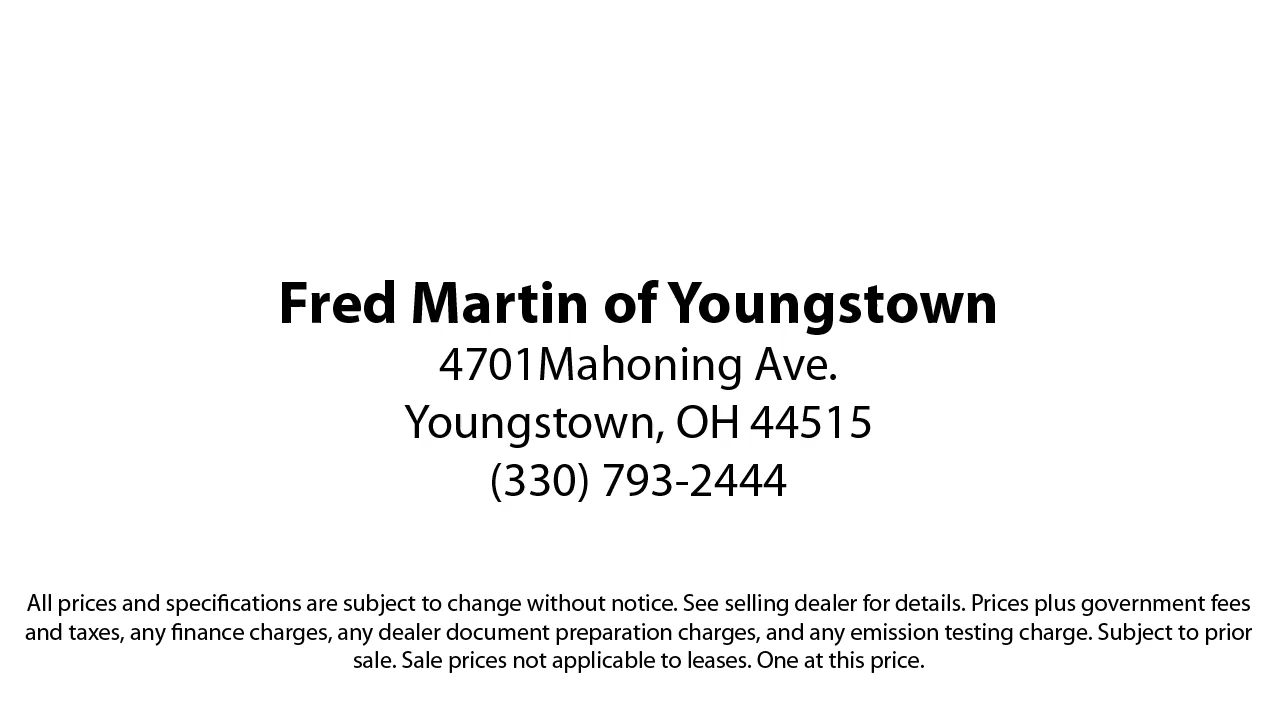 Fred Martin of Youngstown
4701Mahoning Ave.
Youngstown, OH 44515
(330) 793-2444
All prices and specifications are subject to change without notice. See selling dealer for details. Prices plus government fees
and taxes, any finance charges, any dealer document preparation charges, and any emission testing charge. Subject to prior
sale. Sale prices not applicable to leases. One at this price.